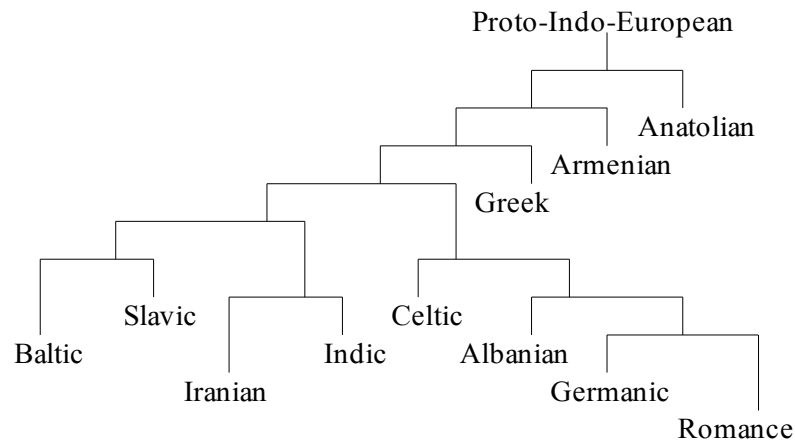 Proto-Indo-European
Anatolian
Armenian
Greek
Slavic
Celtic
Baltic
Indic
Albanian
Iranian
Germanic
Romance